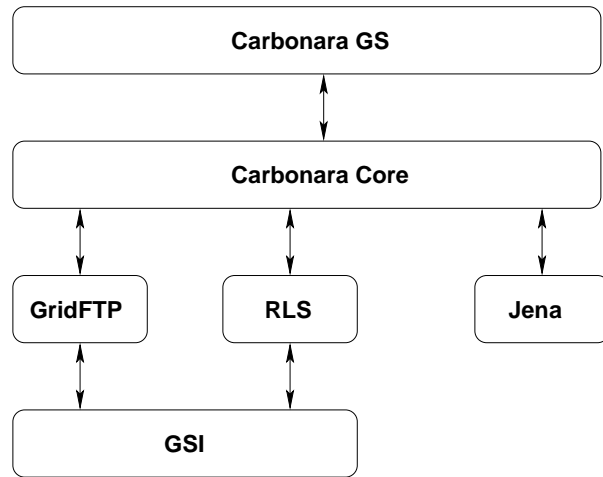 Carbonara GS
Carbonara Core
GridFTP
RLS
Jena
GSI